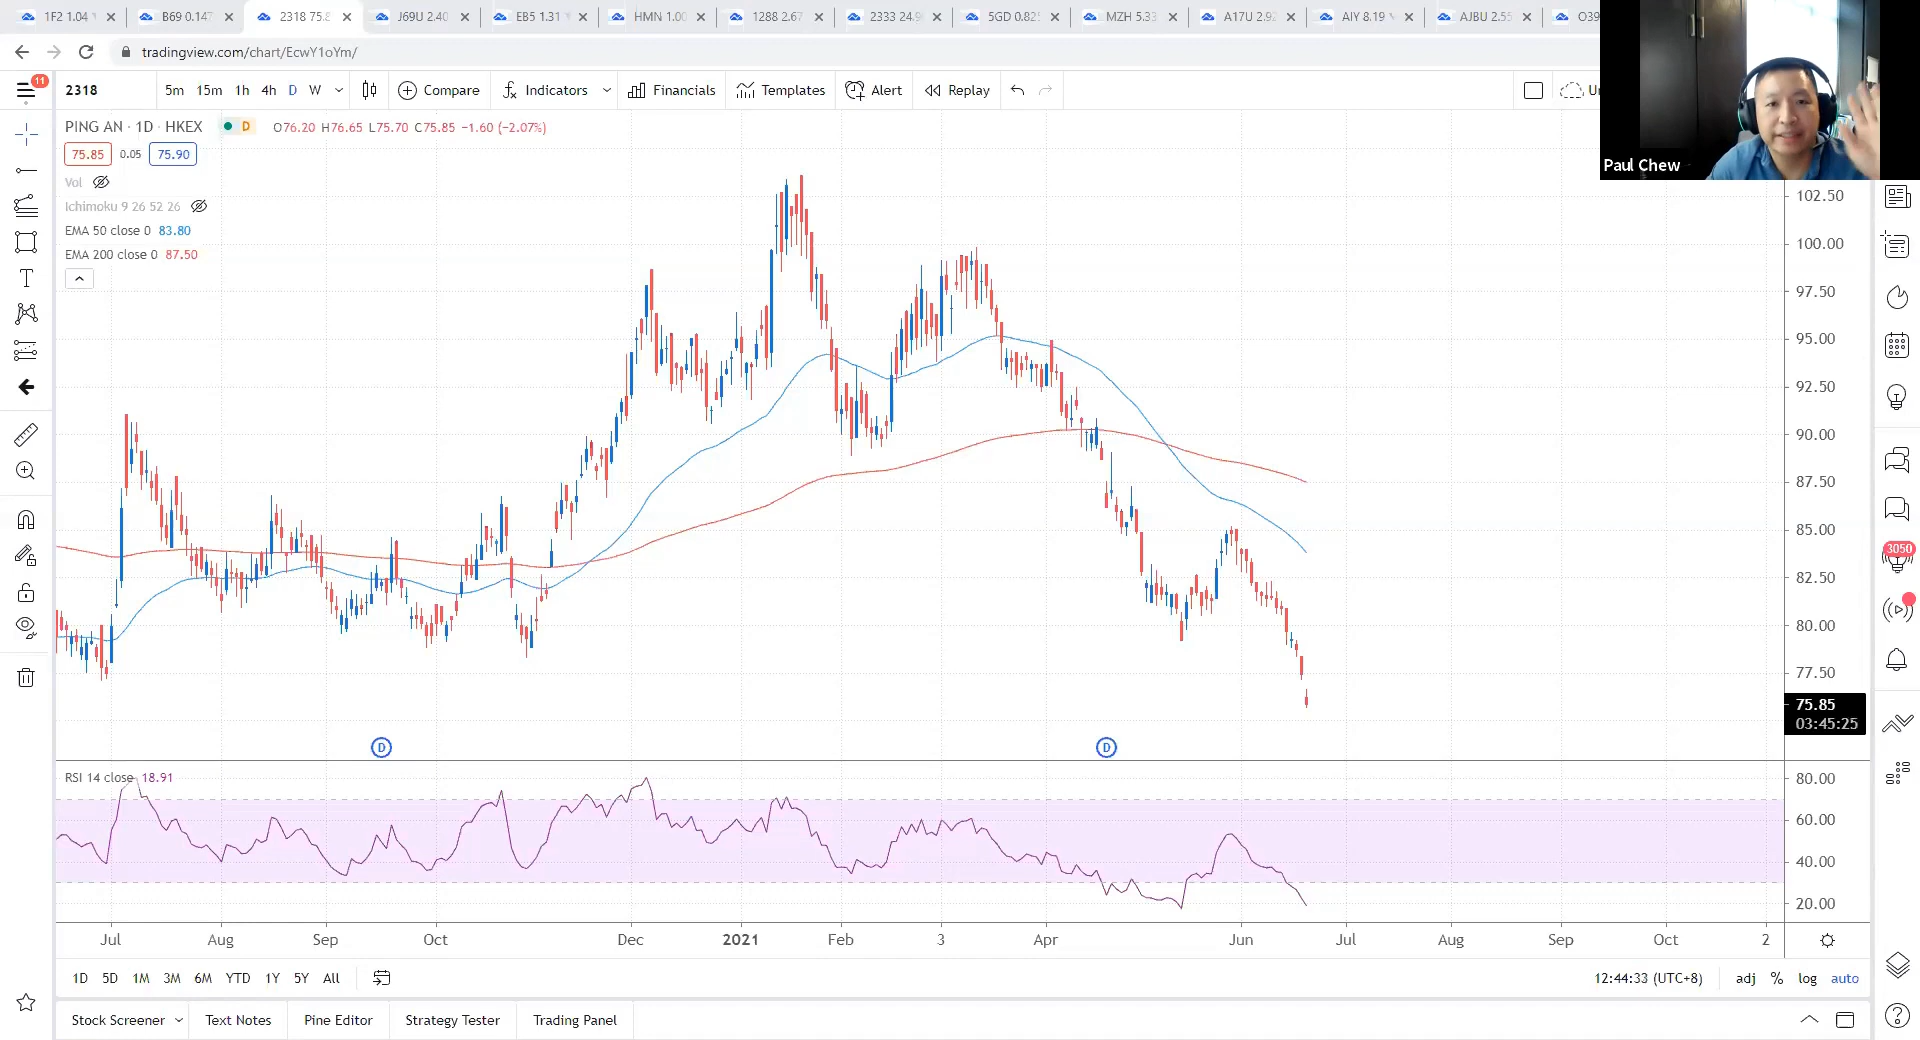 1F2 1.04
B69 0.147
2318 75.8
J69U 2.40
EB5 1.31
HMN 1.00
1288 2.67
2333 24.9
5GD 0.825
MZH 5.33
A17U 2.92
AIY 8.19
AJBU 2.55
O39
tradingview.com/chart/EcwY1oYm/
11
2318
5m 15m 1h 4h D W
Compare
Indicators
Financials
Templates
Alert
Replay
Paul Chew
PING AN · 1D · HKEX
D
O76.20 H76.65 L75.70 C75.85 −1.60 (−2.07%)
75.85 0.05 75.90
Vol
Ichimoku 9 26 52 26
EMA 50 close 0 83.80
EMA 200 close 0 87.50
102.50
100.00
97.50
95.00
92.50
90.00
87.50
85.00
82.50
80.00
77.50
75.85
03:45:25
3050
D
D
RSI 14 close 18.91
80.00
60.00
40.00
20.00
Jul Aug Sep Oct Dec 2021 Feb 3 Apr Jun Jul Aug Sep Oct 2
1D 5D 1M 3M 6M YTD 1Y 5Y All
12:44:33 (UTC+8) adj % log auto
Stock Screener Text Notes Pine Editor Strategy Tester Trading Panel